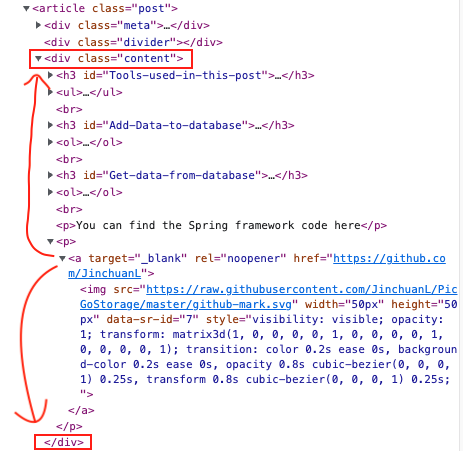 ▼<article class="post">
▶<div class="meta">…</div>
<div class="divider"></div>
▼<div class="content">
▶<h3 id="Tools-used-in-this-post">…</h3>
▶<ul>…</ul>
<br>
▶<h3 id="Add-Data-to-database">…</h3>
▶<ol>…</ol>
<br>
▶<h3 id="Get-data-from-database">…</h3>
▶<ol>…</ol>
<br>
<p>You can find the Spring framework code here</p>
▼<p>
▼<a target="_blank" rel="noopener" href="https://github.co
m/JinchuanL">
<img src="https://raw.githubusercontent.com/JinchuanL/Pic
GoStorage/master/github-mark.svg" width="50px" height="50
px" data-sr-id="7" style="visibility: visible; opacity:
1; transform: matrix3d(1, 0, 0, 0, 0, 1, 0, 0, 0, 0, 1,
0, 0, 0, 0, 1); transition: color 0.2s ease 0s, backgroun
d-color 0.2s ease 0s, opacity 0.8s cubic-bezier(0, 0, 0,
1) 0.25s, transform 0.8s cubic-bezier(0, 0, 0, 1) 0.25s;
">
</a>
</p>
</div>